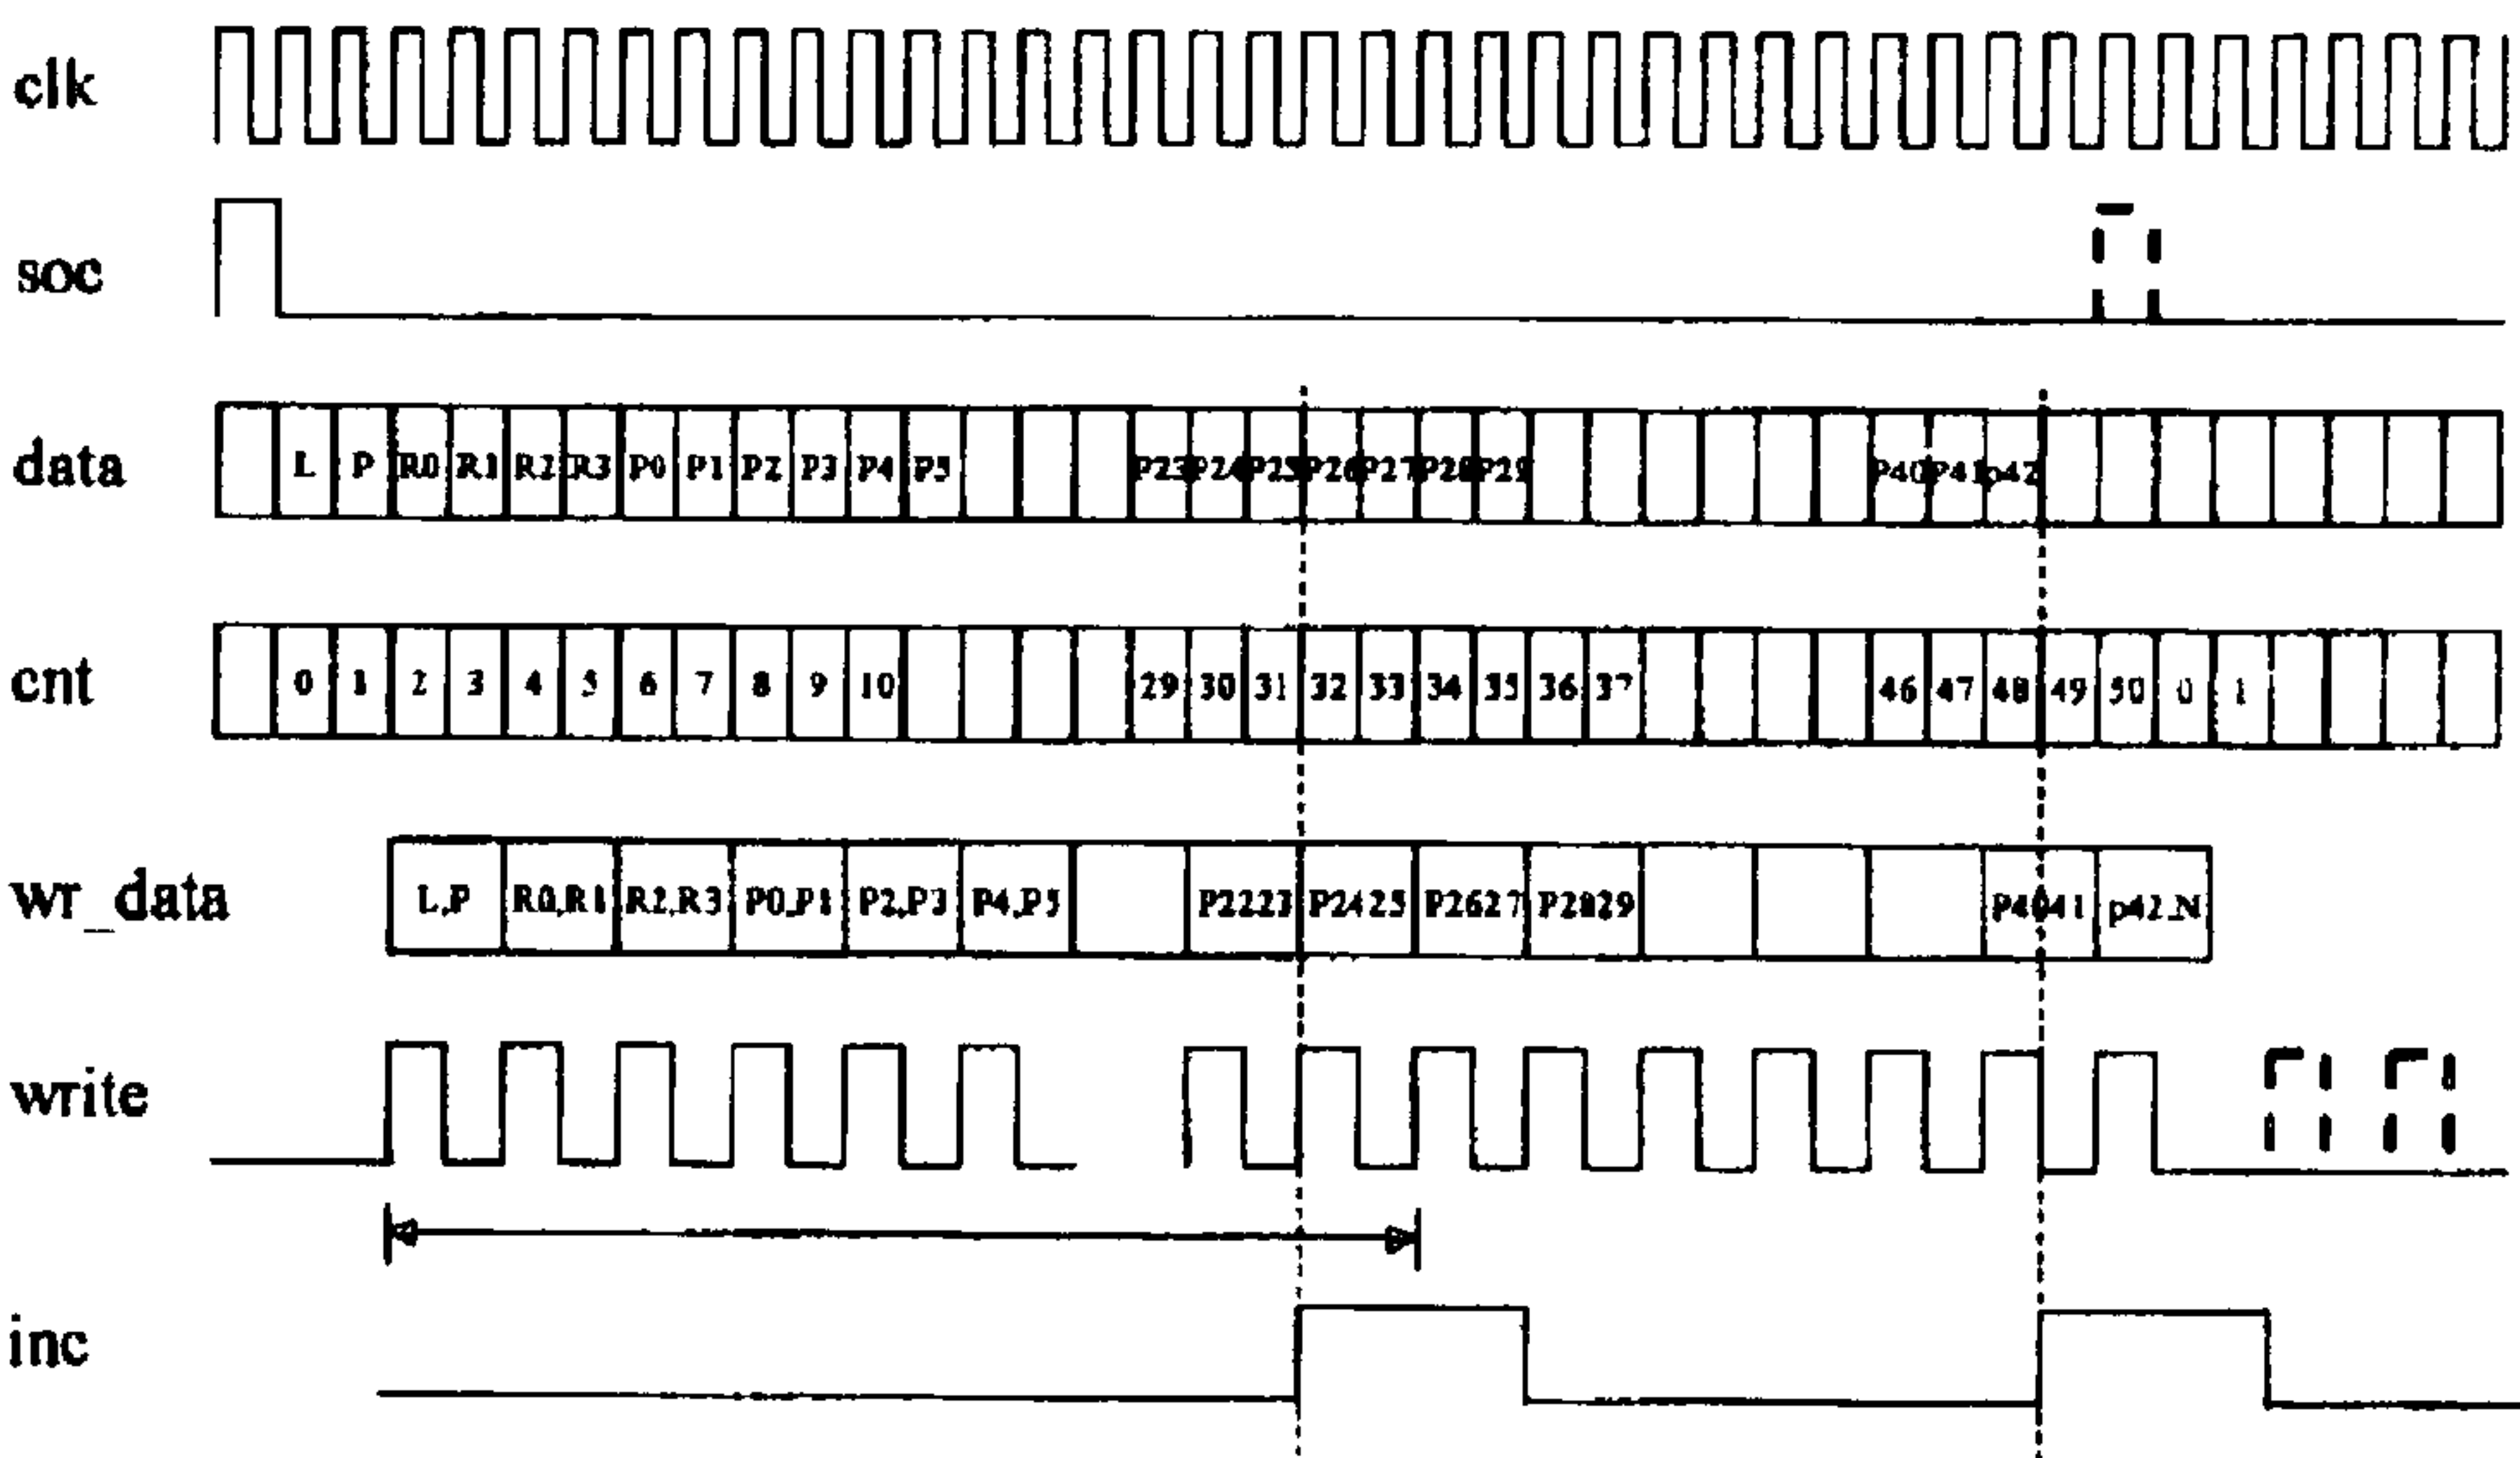 clk
soc
data L P R0 R1 R2 R3 P0 P1 P2 P3 P4 P5 P23 P24 P25 P26 P27 P28 P29 P40 P41 p42
cnt 0 1 2 3 4 5 6 7 8 9 10 29 30 31 32 33 34 35 36 37 46 47 48 49 50 0 1
wr_data L,P R0,R1 R2,R3 P0,P1 P2,P3 P4,P5 P2223 P2425 P2627 P2829 P4041 p42,N
write
inc